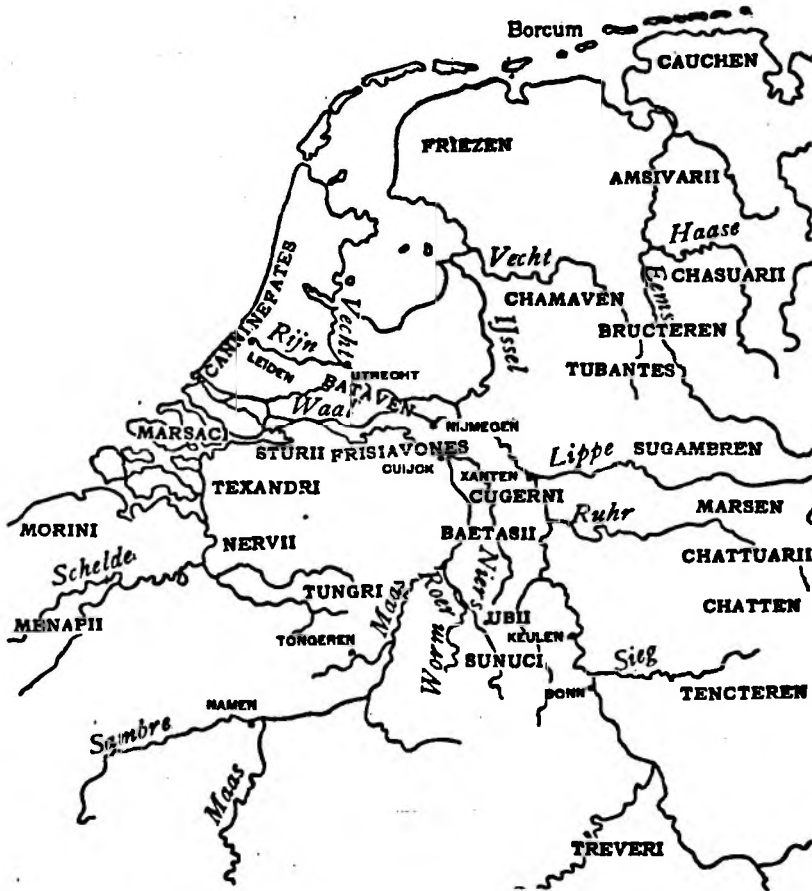 Borcum
CAUCHEN
FRIEZEN
AMSIVARII
Haase
Vecht
CHASUARII
Eems
CHAMAVEN
CANNINEFATES
Vecht
IJssel
BRUCTEREN
Rijn
LEIDEN
UTRECHT
TUBANTES
BATAVEN
Waal
NIJMEGEN
MARSAC
STURII
FRISIAVONES
CUIJCK
Lippe
SUGAMBREN
XANTEN
TEXANDRI
CUGERNI
MARSEN
Ruhr
MORINI
BAETASII
NERVII
CHATTUARII
Schelde
Niers
TUNGRI
Maas
Roer
CHATTEN
MENAPII
UBII
TONGEREN
KEULEN
Worm
SUNUCI
Sieg
BONN
TENCTEREN
NAMEN
Sambre
Maas
TREVERI